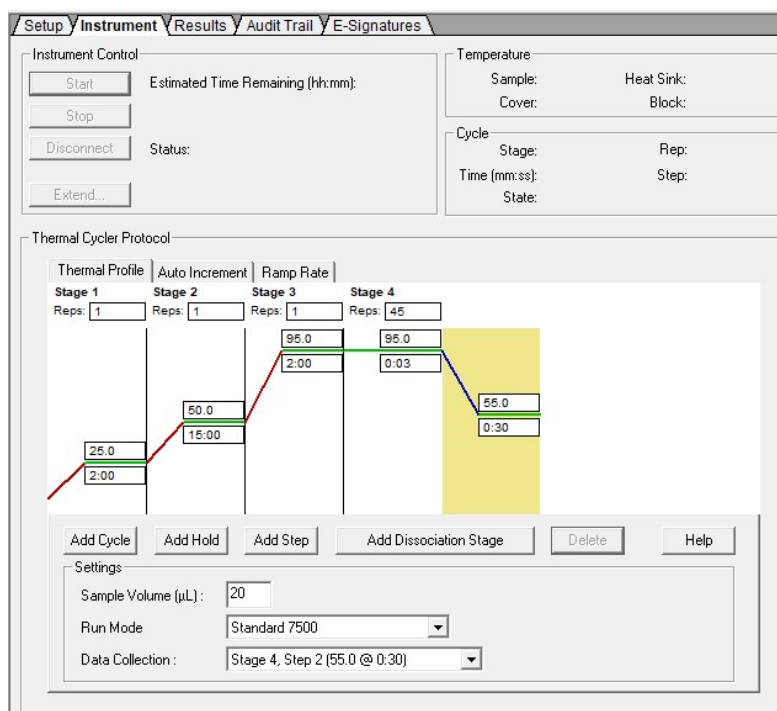 Setup Instrument Results Audit Trail E-Signatures
Instrument Control
Start Estimated Time Remaining (hh:mm):
Stop
Disconnect Status:
Extend...
Temperature
Sample: Heat Sink:
Cover: Block:
Cycle
Stage: Rep:
Time (mm:ss): Step:
State:
Thermal Cycler Protocol
Thermal Profile Auto Increment Ramp Rate
Stage 1 Stage 2 Stage 3 Stage 4
Reps: 1 Reps: 1 Reps: 1 Reps: 45
95.0 95.0
2:00 0:03
50.0 55.0
15:00 0:30
25.0
2:00
Add Cycle Add Hold Add Step Add Dissociation Stage Delete Help
Settings
Sample Volume (µL) : 20
Run Mode Standard 7500
Data Collection : Stage 4, Step 2 (55.0 @ 0:30)